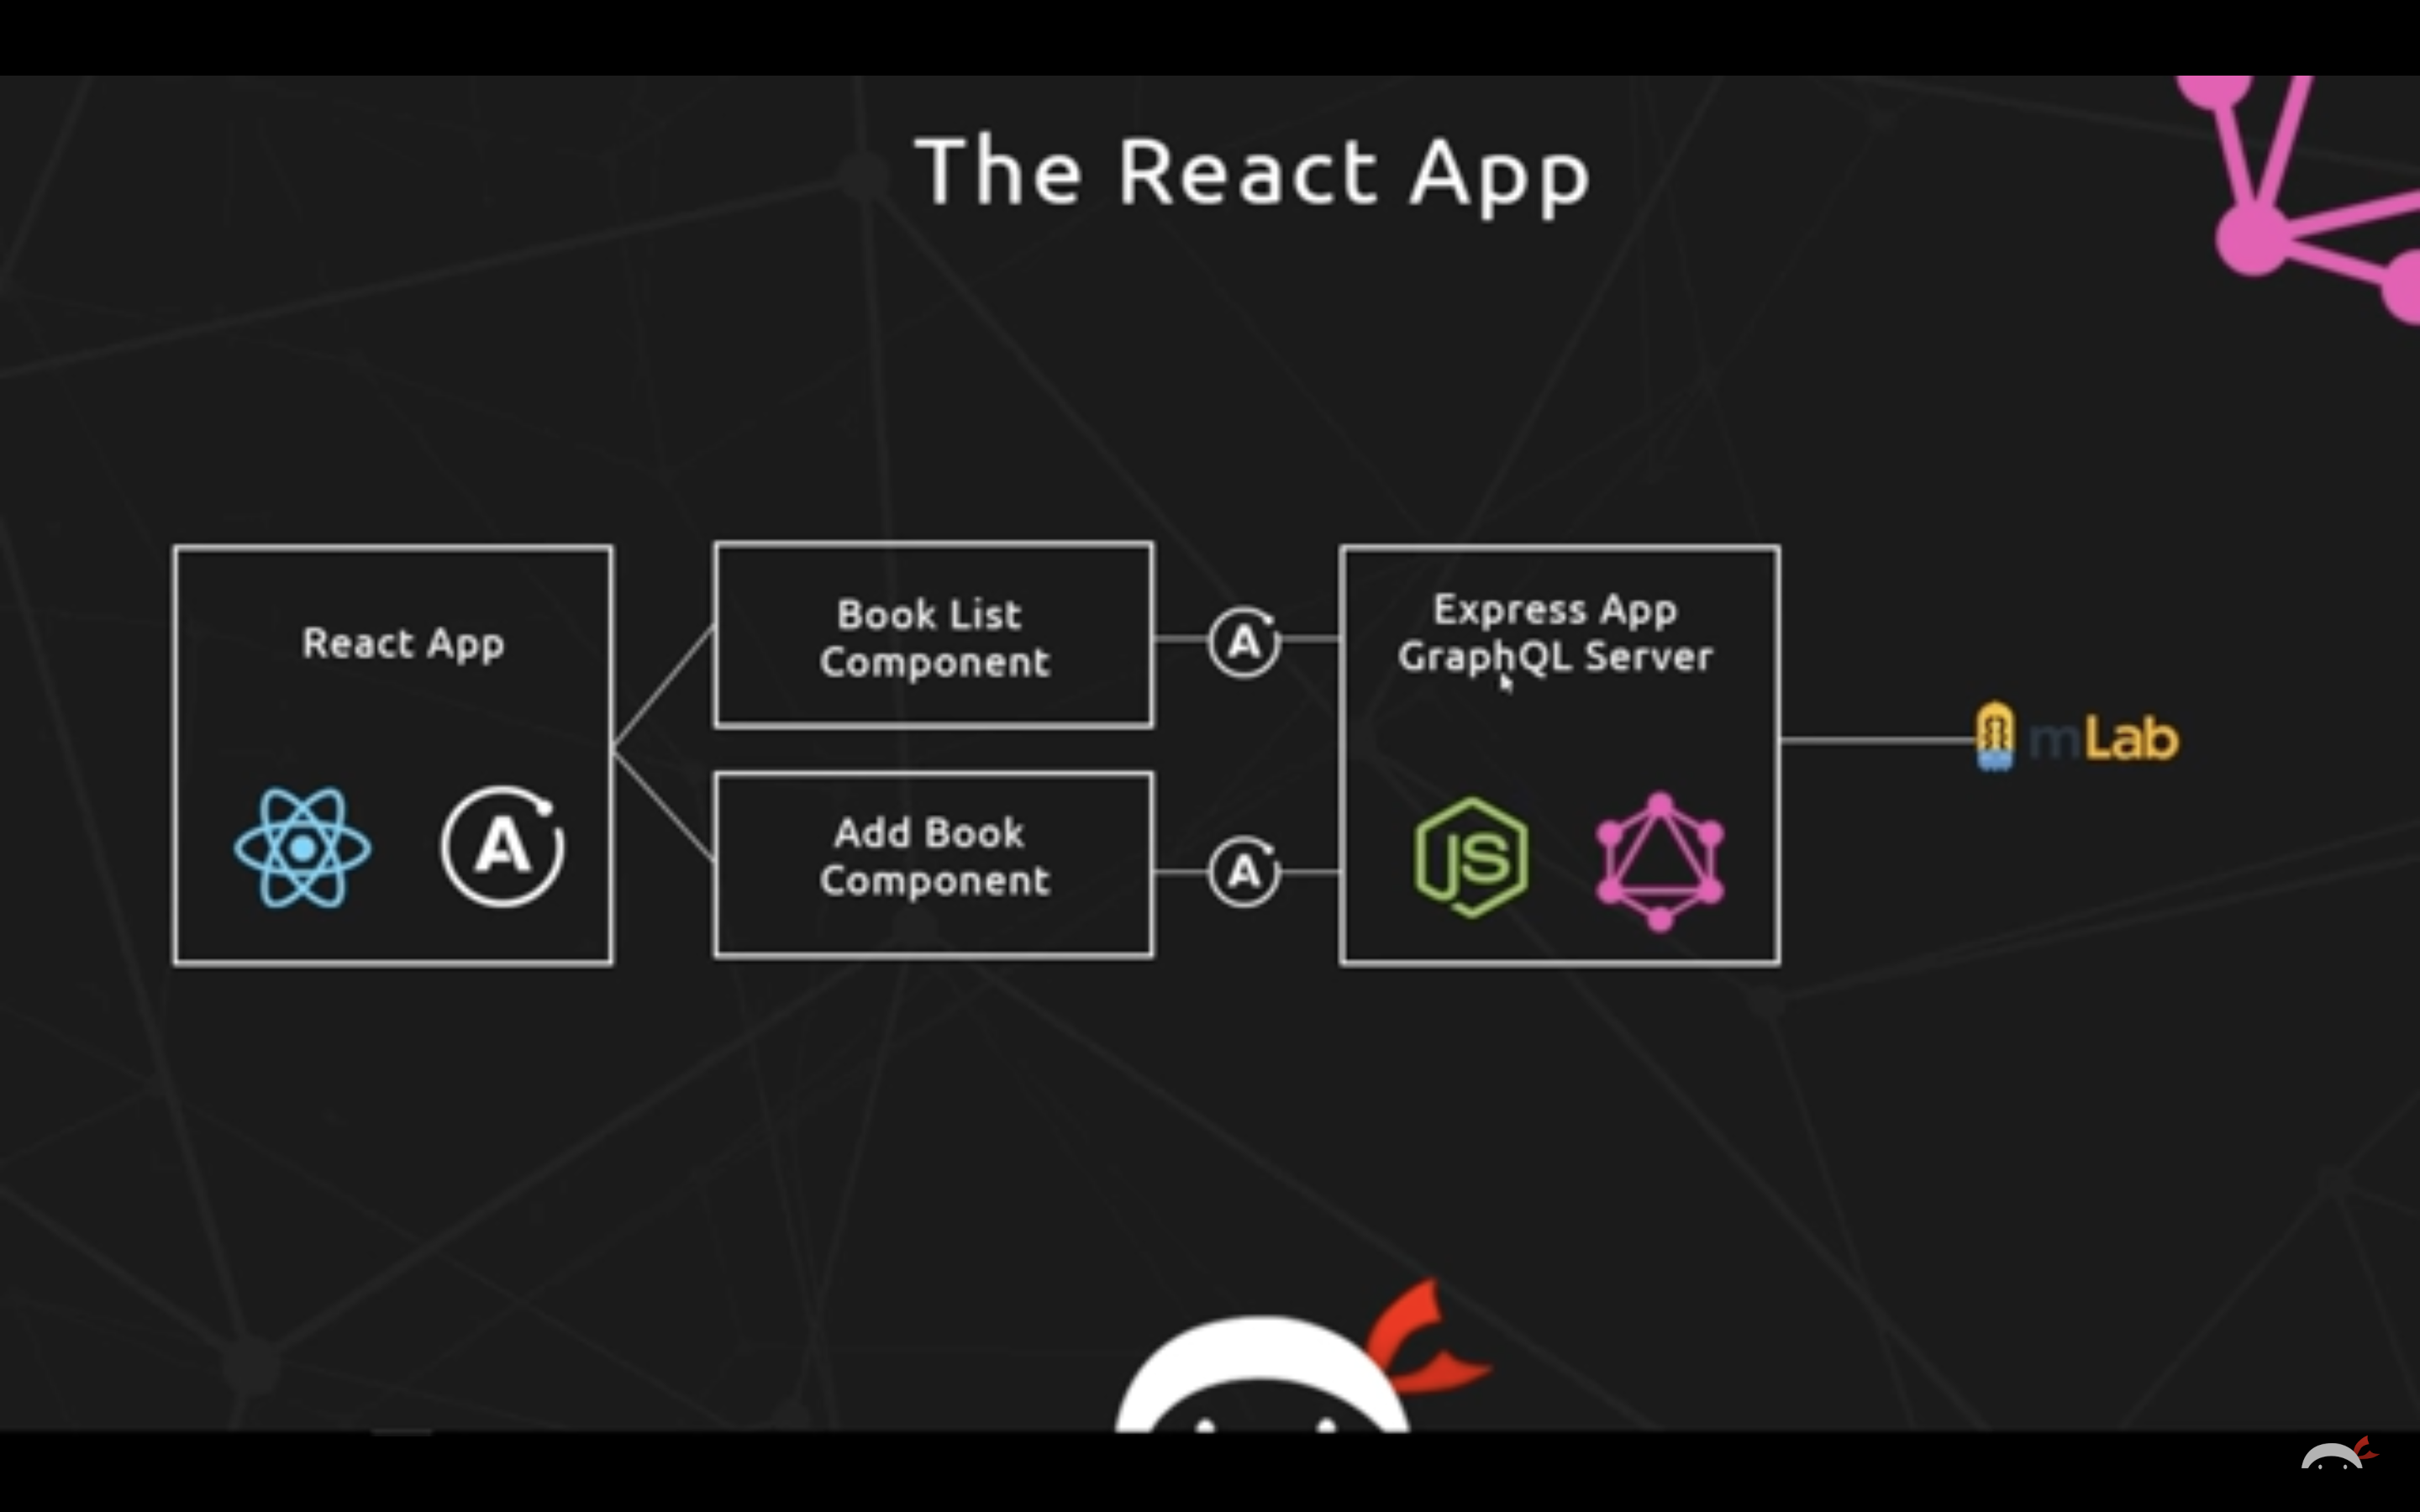 The React App
React App
A
Book List
Component
A
Add Book
Component
A
Express App
GraphQL Server
JS
mLab